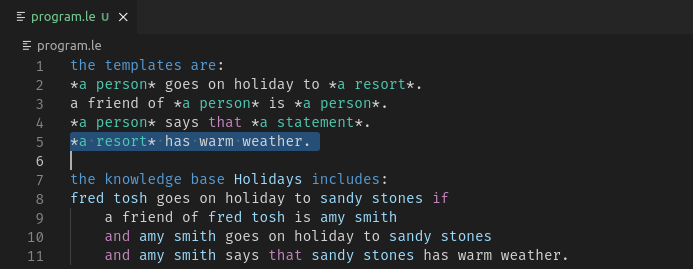 program.le U ×
program.le
1 the templates are:
2 *a person* goes on holiday to *a resort*.
3 a friend of *a person* is *a person*.
4 *a person* says that *a statement*.
5 *a resort* has warm weather.
6
7 the knowledge base Holidays includes:
8 fred tosh goes on holiday to sandy stones if
9 a friend of fred tosh is amy smith
10 and amy smith goes on holiday to sandy stones
11 and amy smith says that sandy stones has warm weather.